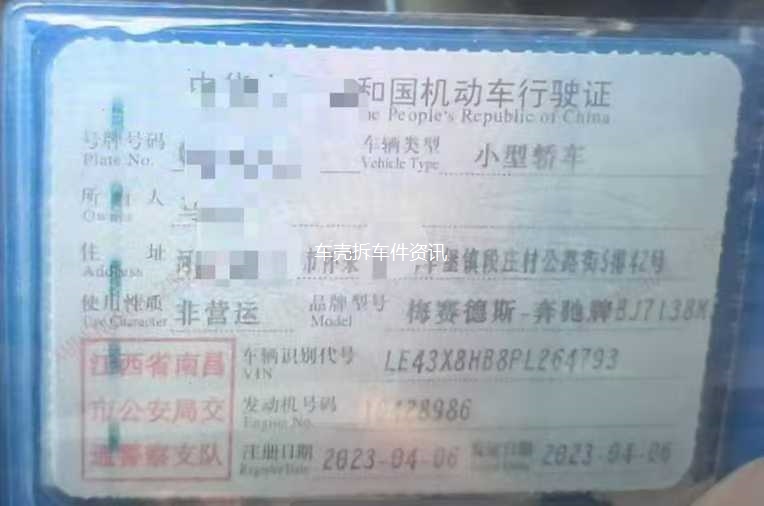 和国机动车行驶证
he People's Republic of China
号牌号码
Plate No.
车辆类型
Vehicle Type
小型轿车
所 人
Owner
住 址
Address
河
市仵
堡镇段庄村公路街5排42号
车壳拆车件资讯
使用性质
Use Character
非营运
品牌型号
Model
梅赛德斯-奔驰牌BJ7138
江西省南昌
市公安局交
通警察支队
车辆识别代号
VIN
LE43X8HB8PL264793
发动机号码
Engine No.
428986
注册日期
Register Date
2023-04-06
发证日期
2023-04-06